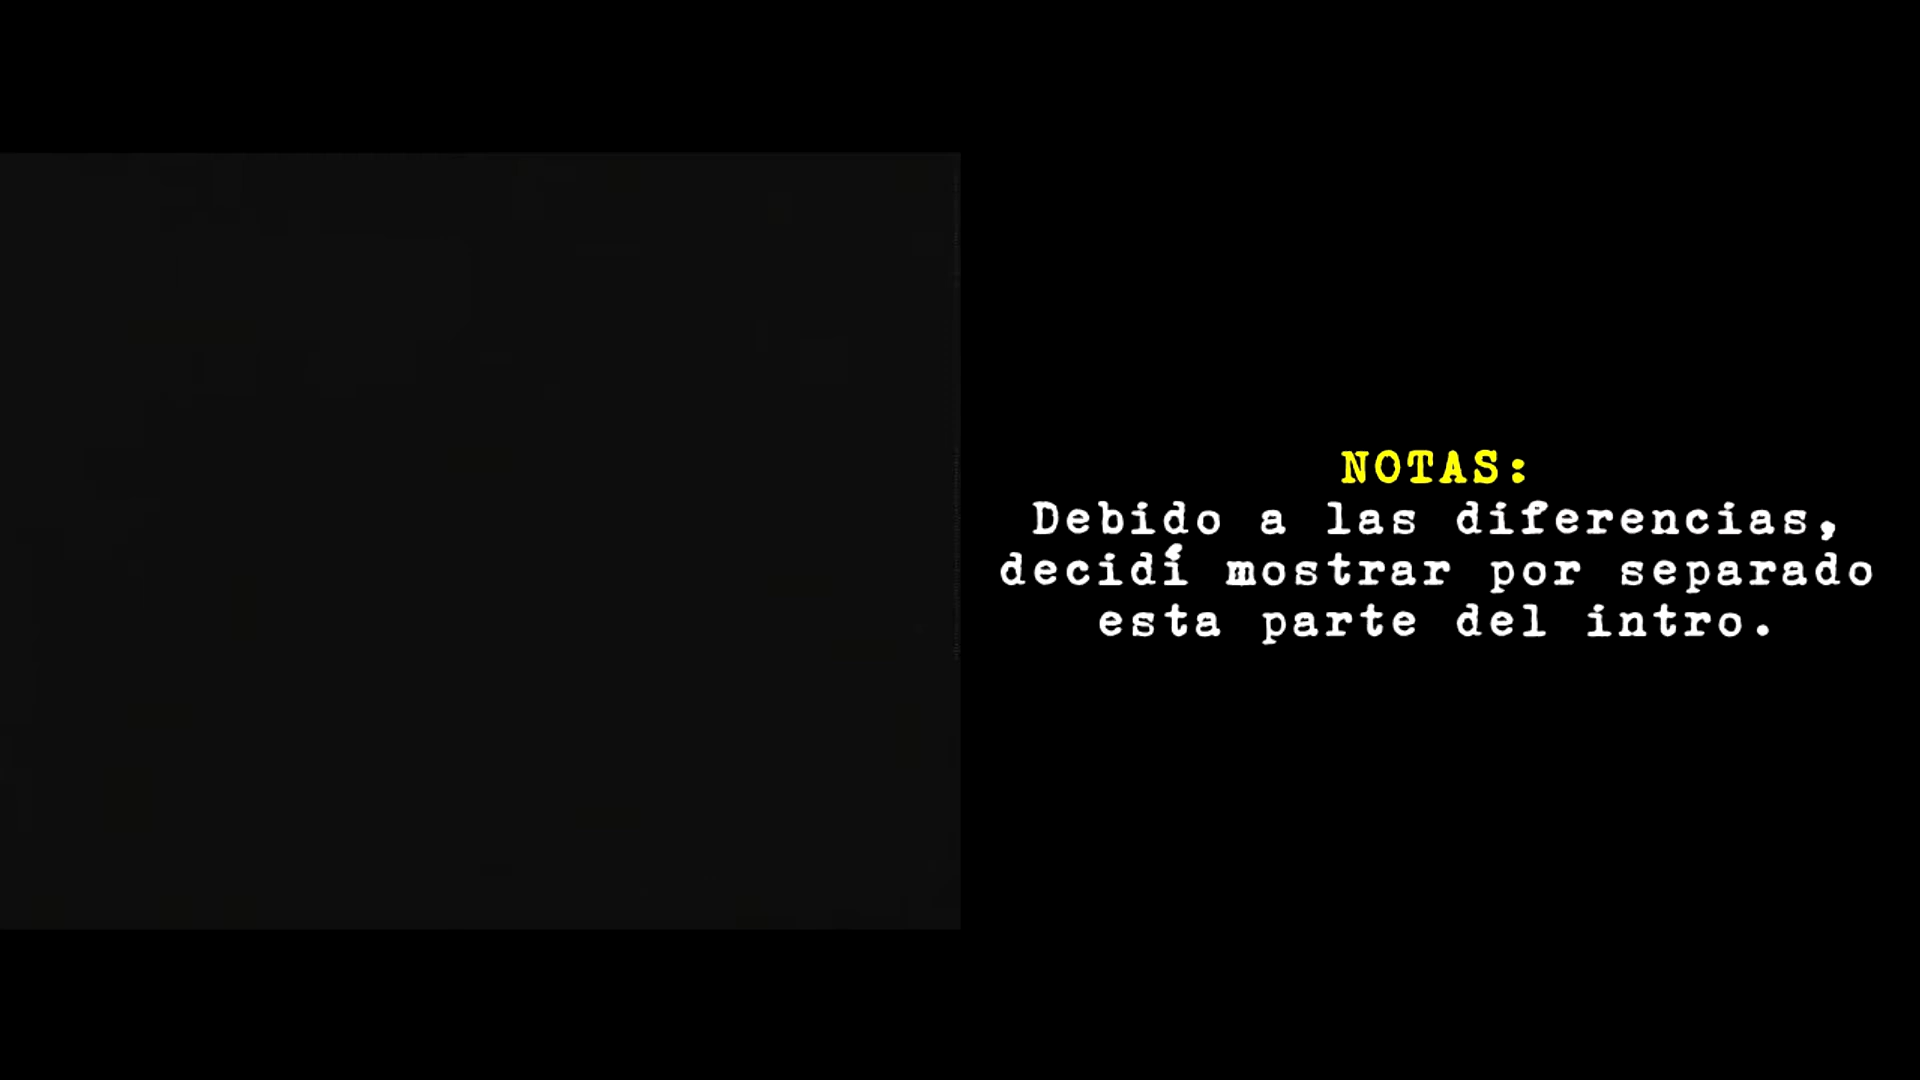 NOTAS:
Debido a las diferencias,
decidí mostrar por separado
esta parte del intro.